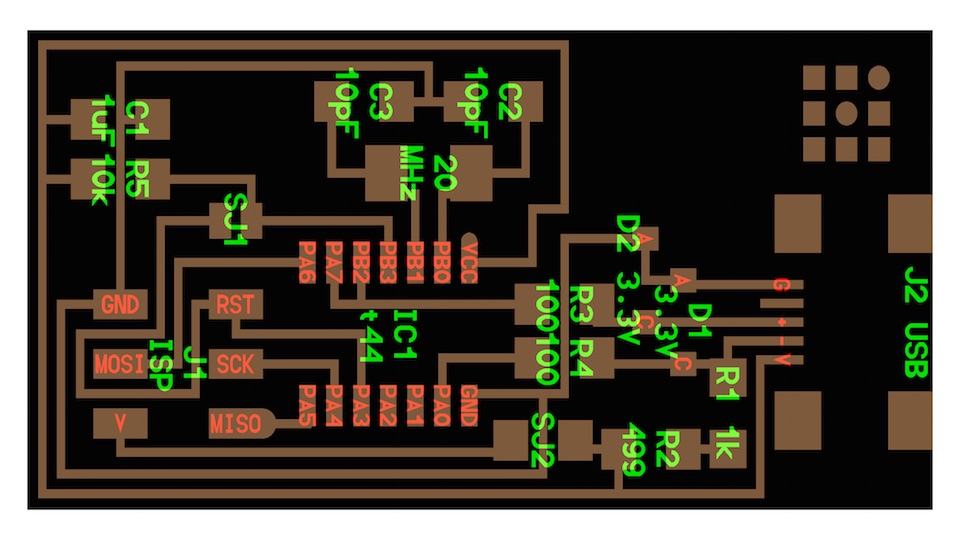 1uF
C1
10k
R5
SJ1
10pF
C3
10pF
C2
MHz
20
PA6
PA7
PB2
PB3
PB1
PB0
VCC
GND
RST
MOSI
SCK
V
MISO
ISP
J1
t44
IC1
PA5
PA4
PA3
PA2
PA1
PA0
GND
100
R3
100
R4
SJ2
499
R2
D2
3.3V
A
C
D1
3.3V
A
C
R1
1k
G
+
-
V
J2
USB